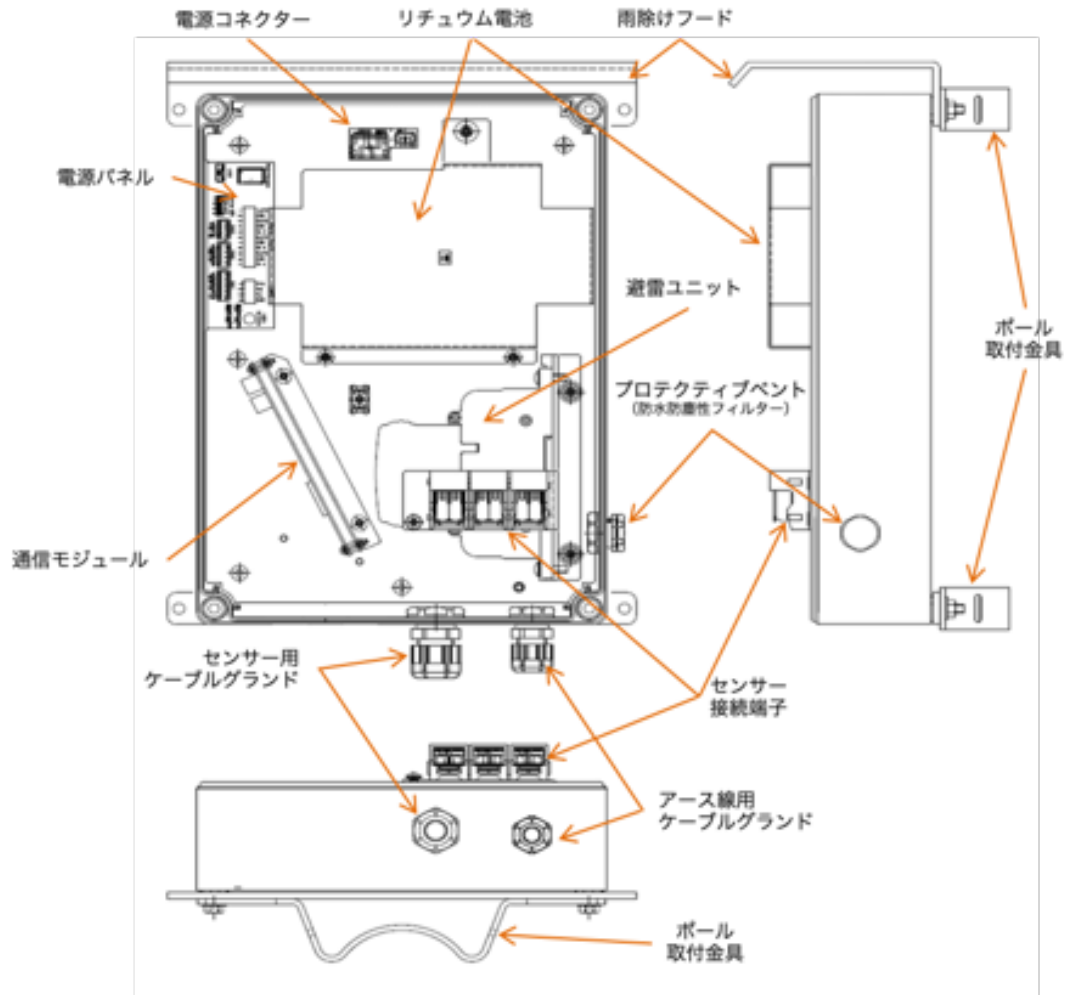 電源コネクター
リチュウム電池
雨除けフード
電源パネル
避雷ユニット
ポール
取付金具
プロテクティブベント
(防水防塵性フィルター)
通信モジュール
センサー用
ケーブルグランド
センサー
接続端子
アース線用
ケーブルグランド
ポール
取付金具